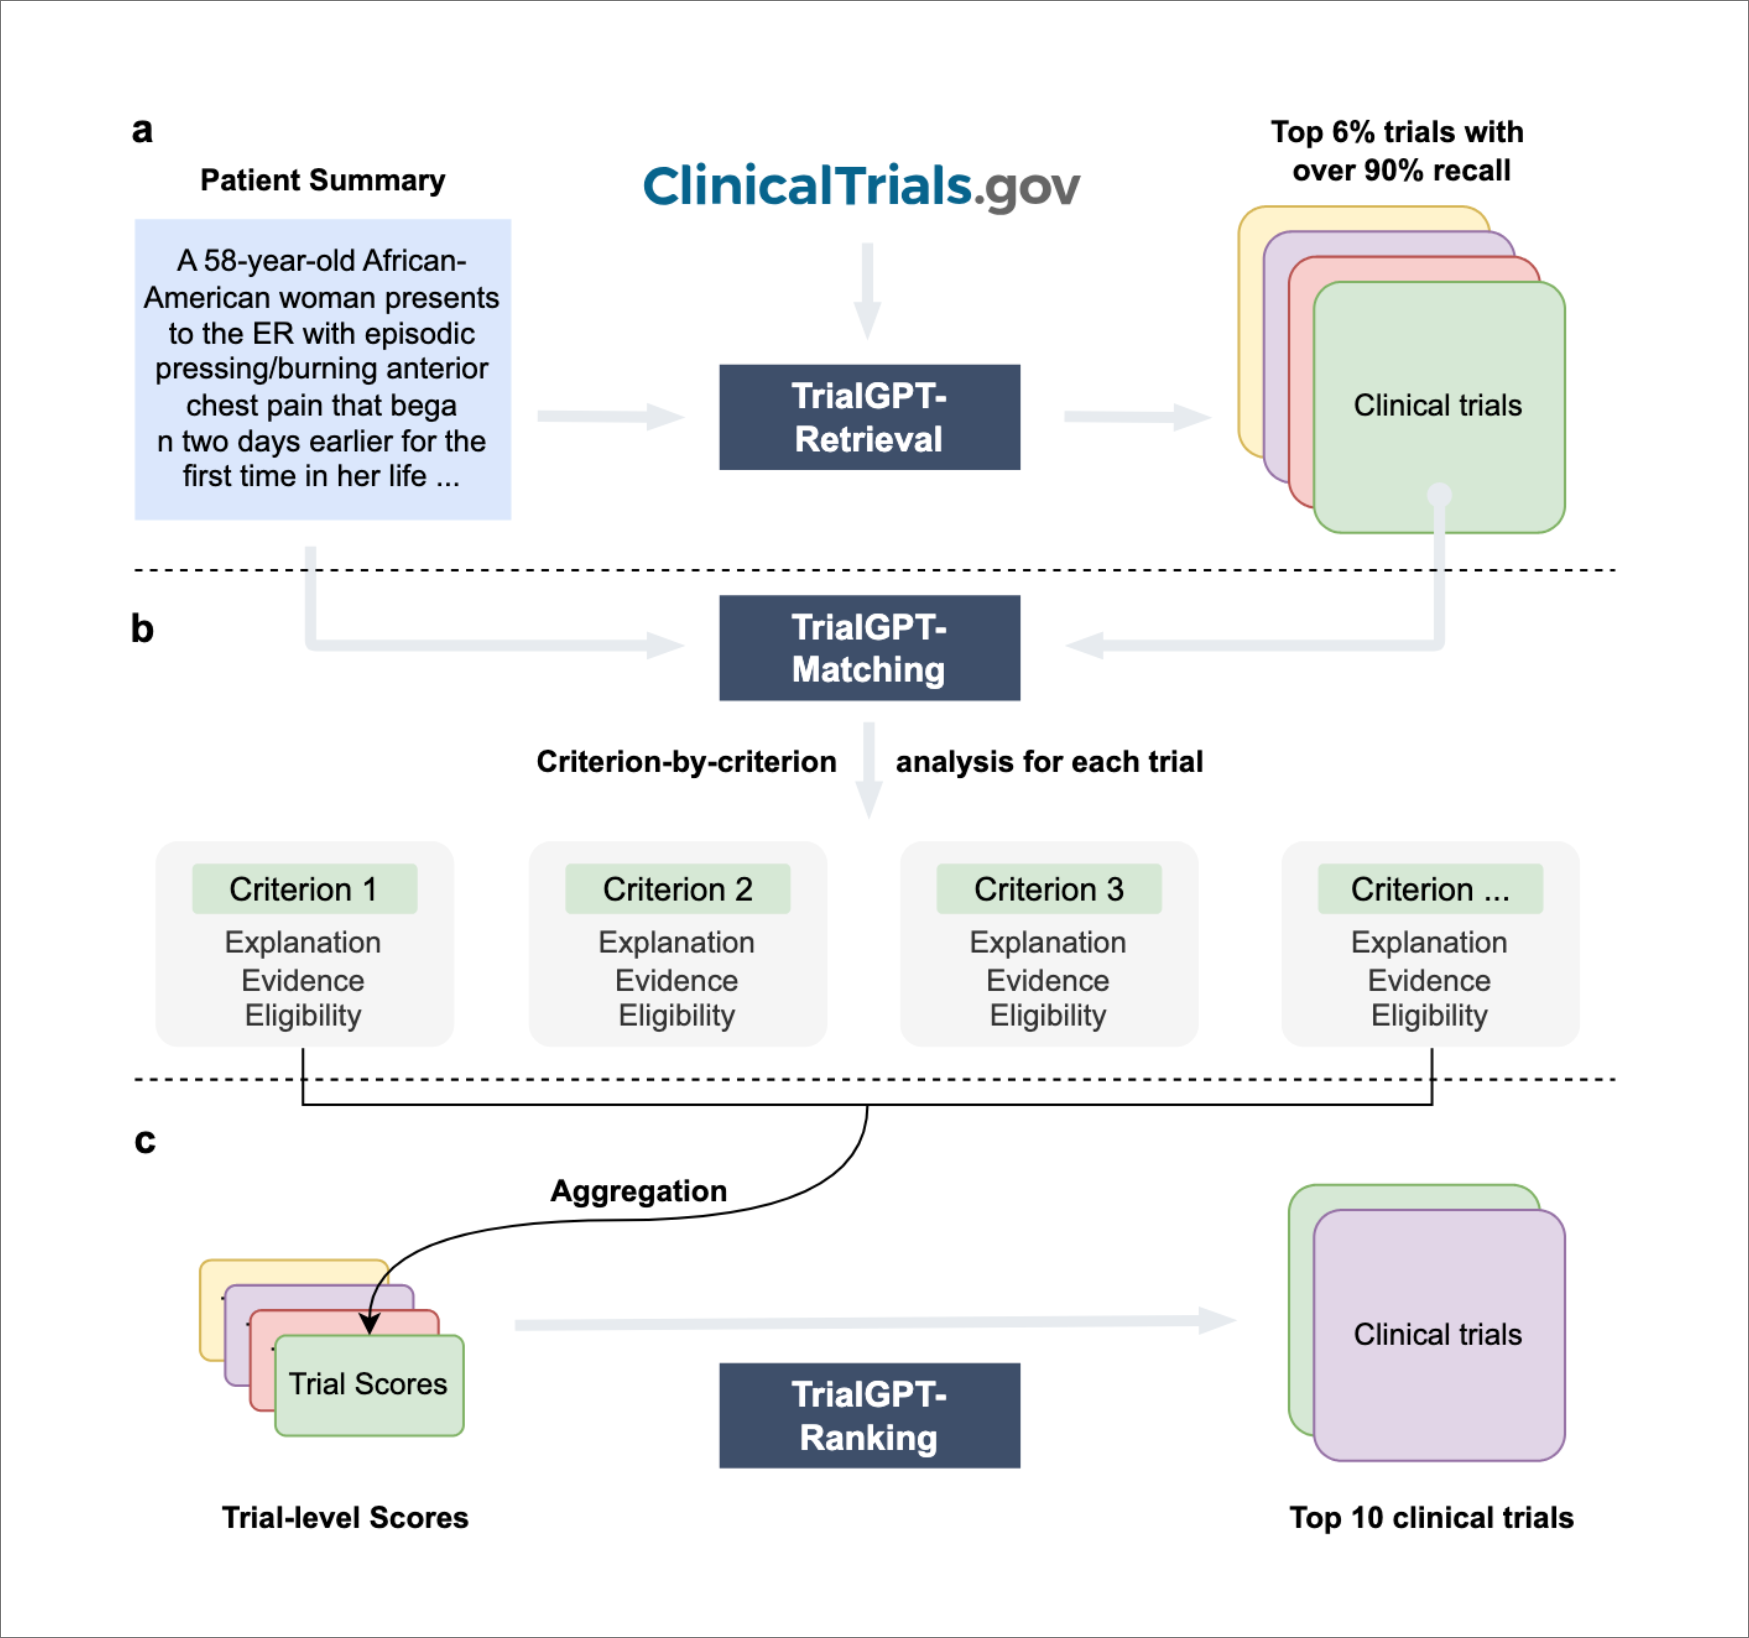 a
Patient Summary
A 58-year-old African-
American woman presents
to the ER with episodic
pressing/burning anterior
chest pain that bega
n two days earlier for the
first time in her life ...
ClinicalTrials.gov
TrialGPT-
Retrieval
Top 6% trials with
over 90% recall
Clinical trials
b
TrialGPT-
Matching
Criterion-by-criterion analysis for each trial
Criterion 1
Explanation
Evidence
Eligibility
Criterion 2
Explanation
Evidence
Eligibility
Criterion 3
Explanation
Evidence
Eligibility
Criterion ...
Explanation
Evidence
Eligibility
c
Aggregation
Trial Scores
Trial-level Scores
TrialGPT-
Ranking
Clinical trials
Top 10 clinical trials